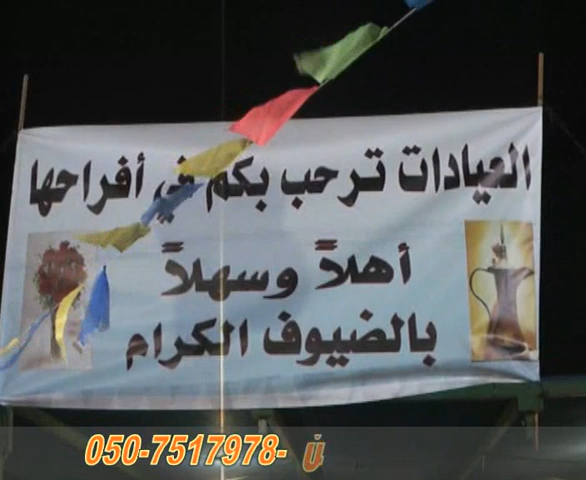 العيادات ترحب بكم في أفراحها
أهلاً وسهلاً
بالضيوف الكرام
050-7517978-